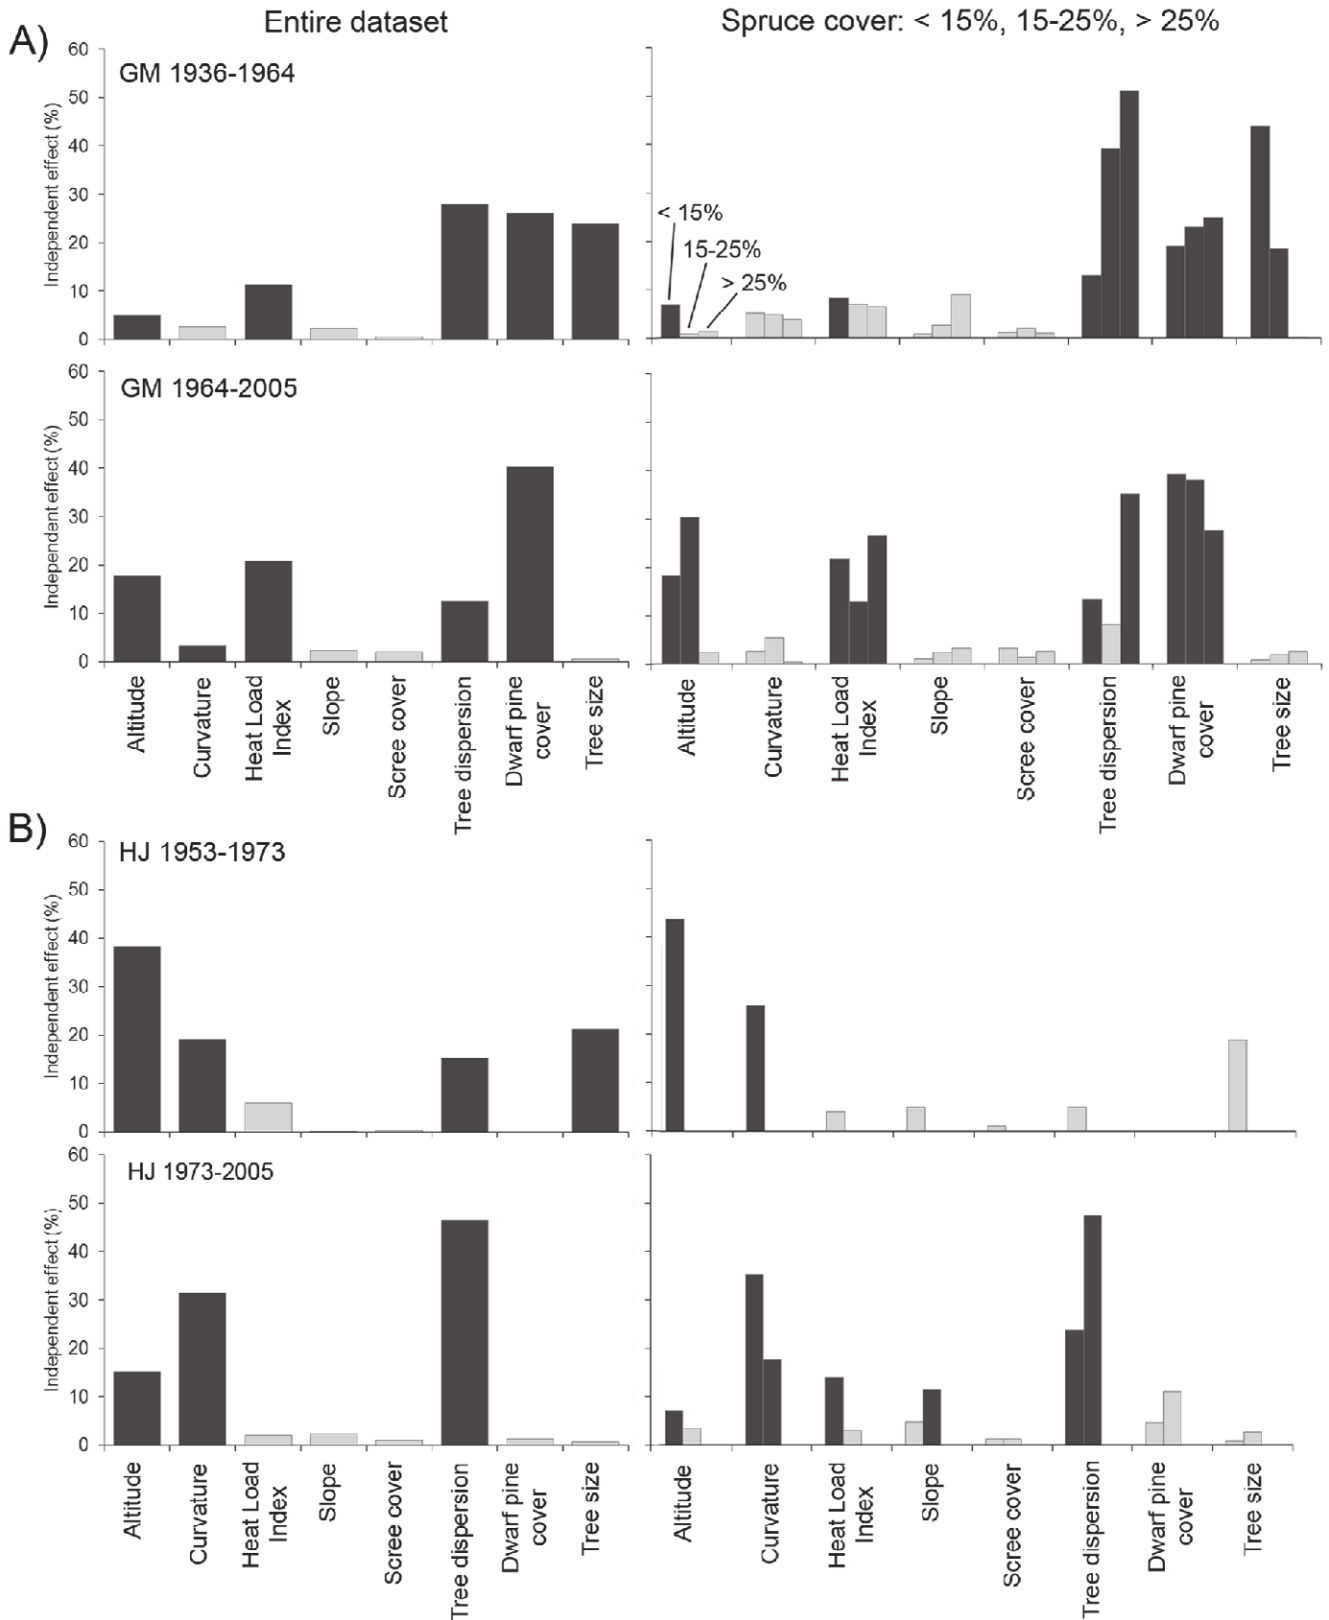 Entire dataset
Spruce cover: < 15%, 15-25%, > 25%
A)
GM 1936-1964
Independent effect (%)
60
50
40
30
20
10
0
< 15%
15-25%
> 25%
GM 1964-2005
Independant effect (%)
60
50
40
30
20
10
0
Altitude
Curvature
Heat Load
Index
Slope
Scree cover
Tree dispersion
Dwarf pine
cover
Tree size
Altitude
Curvature
Heat Load
Index
Slope
Scree cover
Tree dispersion
Dwarf pine
cover
Tree size
B)
HJ 1953-1973
Independent effect (%)
60
50
40
30
20
10
0
HJ 1973-2005
Independent effect (%)
60
50
40
30
20
10
0
Altitude
Curvature
Heat Load
Index
Slope
Scree cover
Tree dispersion
Dwarf pine
cover
Tree size
Altitude
Curvature
Heat Load
Index
Slope
Scree cover
Tree dispersion
Dwarf pine
cover
Tree size